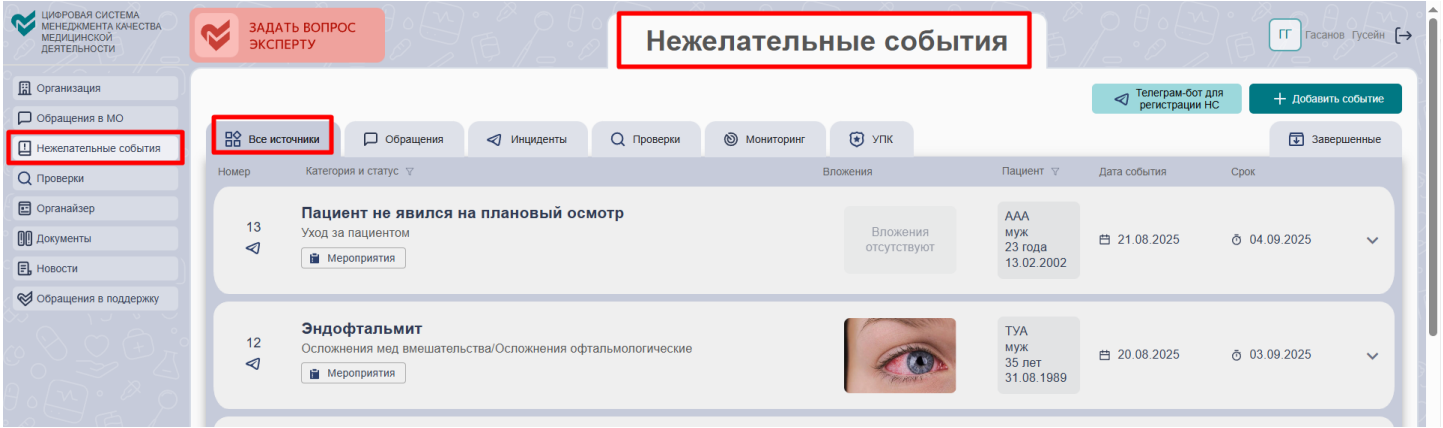 ЦИФРОВАЯ СИСТЕМА
МЕНЕДЖМЕНТА КАЧЕСТВА
МЕДИЦИНСКОЙ
ДЕЯТЕЛЬНОСТИ
ЗАДАТЬ ВОПРОС
ЭКСПЕРТУ
Нежелательные события
ГГ
Гасанов Гусейн
Организация
Обращения в МО
Нежелательные события
Проверки
Органайзер
Документы
Новости
Обращения в поддержку
Телеграм-бот для
регистрации НС
+ Добавить событие
Все источники
Обращения
Инциденты
Проверки
Мониторинг
УПК
Завершенные
Номер
Категория и статус
Вложения
Пациент
Дата события
Срок
13
Пациент не явился на плановый осмотр
Уход за пациентом
Мероприятия
Вложения
отсутствуют
ААА
муж
23 года
13.02.2002
21.08.2025
04.09.2025
12
Эндофтальмит
Осложнения мед вмешательства/Осложнения офтальмологические
Мероприятия
ТУА
муж
35 лет
31.08.1989
20.08.2025
03.09.2025